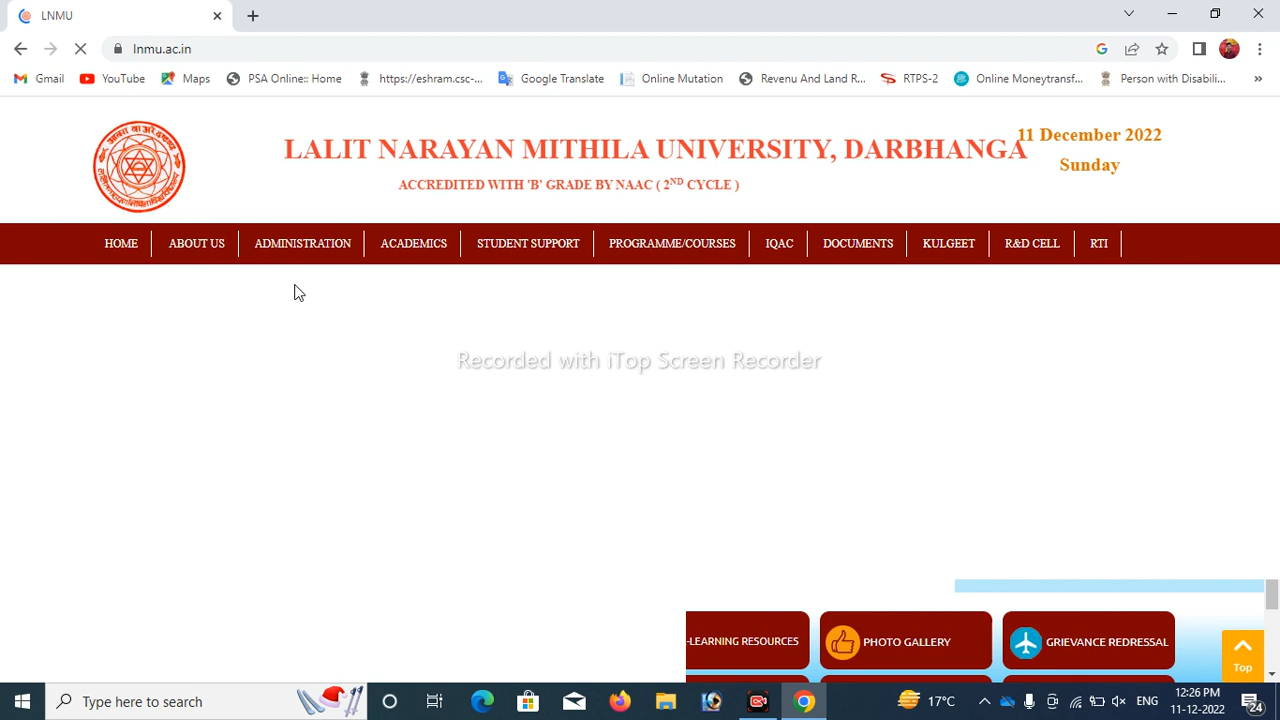 LNMU
lnmu.ac.in
Gmail YouTube Maps PSA Online:: Home https://eshram.csc-... Google Translate Online Mutation Revenu And Land R... RTPS-2 Online Moneytransf... Person with Disabili... »
LALIT NARAYAN MITHILA UNIVERSITY, DARBHANGA
ACCREDITED WITH 'B' GRADE BY NAAC ( 2ND CYCLE )
11 December 2022
Sunday
HOME ABOUT US ADMINISTRATION ACADEMICS STUDENT SUPPORT PROGRAMME/COURSES IQAC DOCUMENTS KULGEET R&D CELL RTI
Recorded with iTop Screen Recorder
-LEARNING RESOURCES PHOTO GALLERY GRIEVANCE REDRESSAL
Top
Type here to search
17°C
ENG
12:26 PM
11-12-2022
24